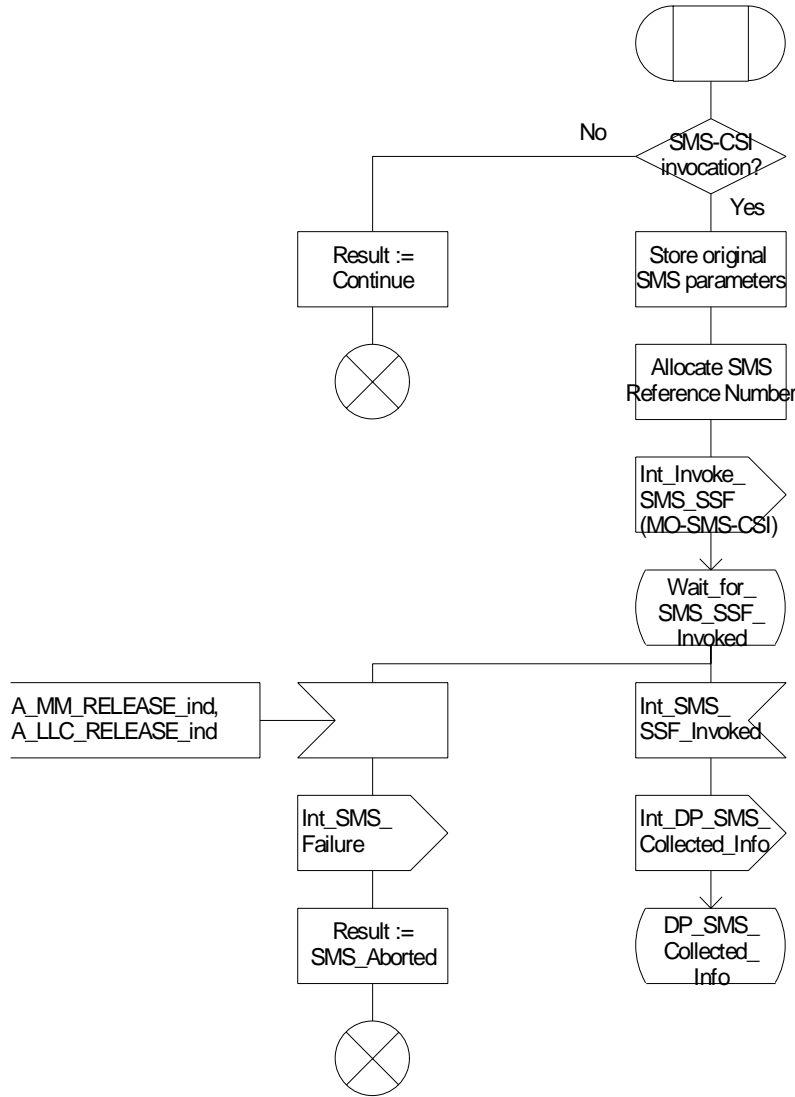 No
SMS-CSI
invocation?
Yes
Result :=
Continue
Store original
SMS parameters
Allocate SMS
Reference Number
Int_Invoke_
SMS_SSF
(MO-SMS-CSI)
Wait_for_
SMS_SSF_
Invoked
A_MM_RELEASE_ind,
A_LLC_RELEASE_ind
Int_SMS_
SSF_Invoked
Int_SMS_
Failure
Int_DP_SMS_
Collected_Info
Result :=
SMS_Aborted
DP_SMS_
Collected_
Info